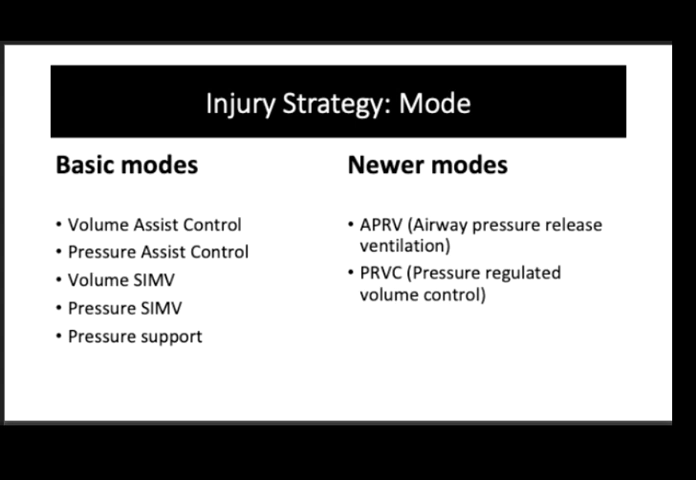 Injury Strategy: Mode
Basic modes
• Volume Assist Control
• Pressure Assist Control
• Volume SIMV
• Pressure SIMV
• Pressure support
Newer modes
• APRV (Airway pressure release
ventilation)
• PRVC (Pressure regulated
volume control)